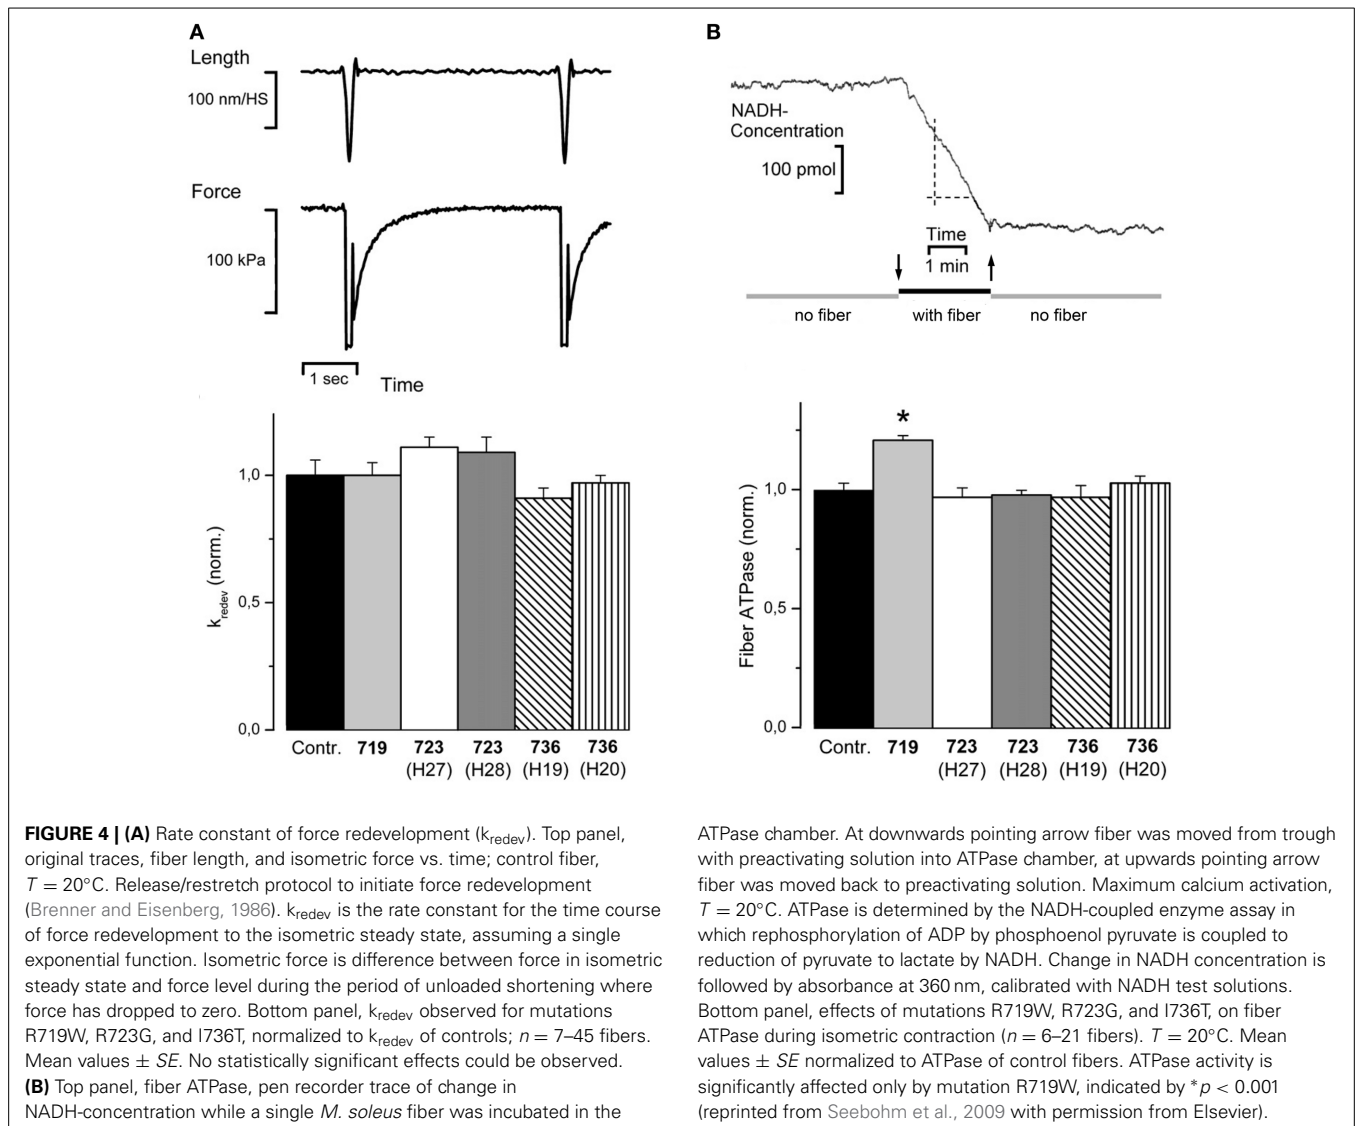 A
Length
100 nm/HS
Force
100 kPa
1 sec
Time
1,0
0,5
0,0
k redev (norm.)
Contr. 719 723 723 736 736
(H27) (H28) (H19) (H20)
B
NADH-
Concentration
100 pmol
Time
1 min
no fiber with fiber no fiber
*
1,0
0,5
0,0
Fiber ATPase (norm.)
Contr. 719 723 723 736 736
(H27) (H28) (H19) (H20)
FIGURE 4 | (A) Rate constant of force redevelopment (kredev). Top panel,
original traces, fiber length, and isometric force vs. time; control fiber,
T = 20°C. Release/restretch protocol to initiate force redevelopment
(Brenner and Eisenberg, 1986). kredev is the rate constant for the time course
of force redevelopment to the isometric steady state, assuming a single
exponential function. Isometric force is difference between force in isometric
steady state and force level during the period of unloaded shortening where
force has dropped to zero. Bottom panel, kredev observed for mutations
R719W, R723G, and I736T, normalized to kredev of controls; n = 7–45 fibers.
Mean values ± SE. No statistically significant effects could be observed.
(B) Top panel, fiber ATPase, pen recorder trace of change in
NADH-concentration while a single M. soleus fiber was incubated in the
ATPase chamber. At downwards pointing arrow fiber was moved from trough
with preactivating solution into ATPase chamber, at upwards pointing arrow
fiber was moved back to preactivating solution. Maximum calcium activation,
T = 20°C. ATPase is determined by the NADH-coupled enzyme assay in
which rephosphorylation of ADP by phosphoenol pyruvate is coupled to
reduction of pyruvate to lactate by NADH. Change in NADH concentration is
followed by absorbance at 360 nm, calibrated with NADH test solutions.
Bottom panel, effects of mutations R719W, R723G, and I736T, on fiber
ATPase during isometric contraction (n = 6–21 fibers). T = 20°C. Mean
values ± SE normalized to ATPase of control fibers. ATPase activity is
significantly affected only by mutation R719W, indicated by *p < 0.001
(reprinted from Seebohm et al., 2009 with permission from Elsevier).